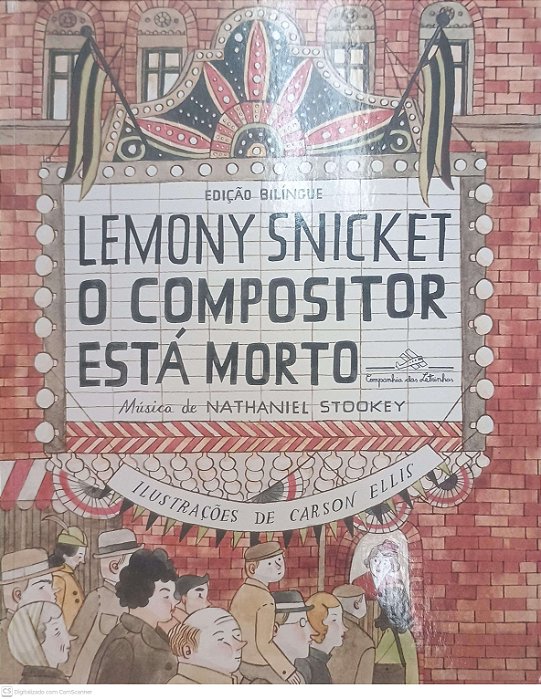 EDIÇÃO BILÍNGUE
LEMONY SNICKET
O COMPOSITOR
ESTÁ MORTO
Companhia das Letrinhas
Música de NATHANIEL STOOKEY
ILUSTRAÇÕES DE CARSON ELLIS
CS Digitalizado com CamScanner